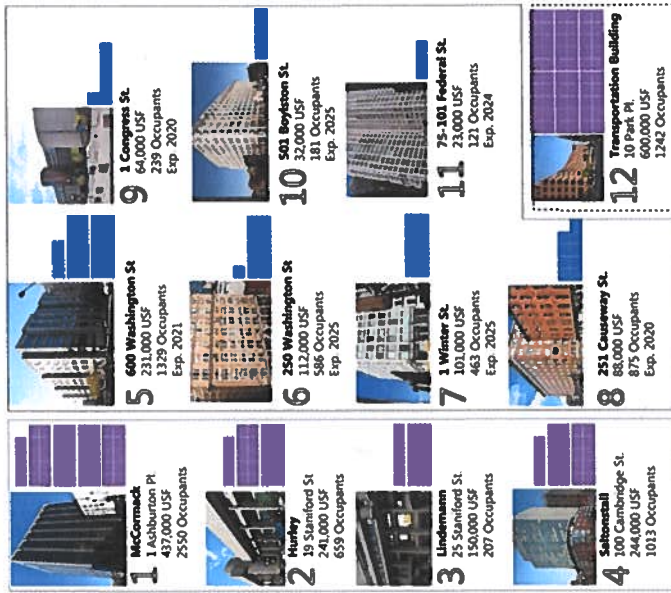 1
McCormack
1 Ashburton Pl.
437,000 USF
2550 Occupants
2
Hurley
19 Staniford St
241,000 USF
659 Occupants
3
Lindemann
25 Staniford St.
150,000 USF
207 Occupants
4
Saltonstall
100 Cambridge St.
244,000 USF
1013 Occupants
5
600 Washington St
231,000 USF
1329 Occupants
Exp. 2021
6
250 Washington St
112,000 USF
586 Occupants
Exp. 2025
7
1 Winter St.
101,000 USF
463 Occupants
Exp. 2025
8
251 Causeway St.
88,000 USF
875 Occupants
Exp. 2020
9
1 Congress St.
64,000 USF
239 Occupants
Exp. 2020
10
501 Boylston St.
32,000 USF
181 Occupants
Exp. 2025
11
75-101 Federal St.
23,000 USF
121 Occupants
Exp. 2024
12
Transportation Building
10 Park Pl.
600,000 USF
1240 Occupants